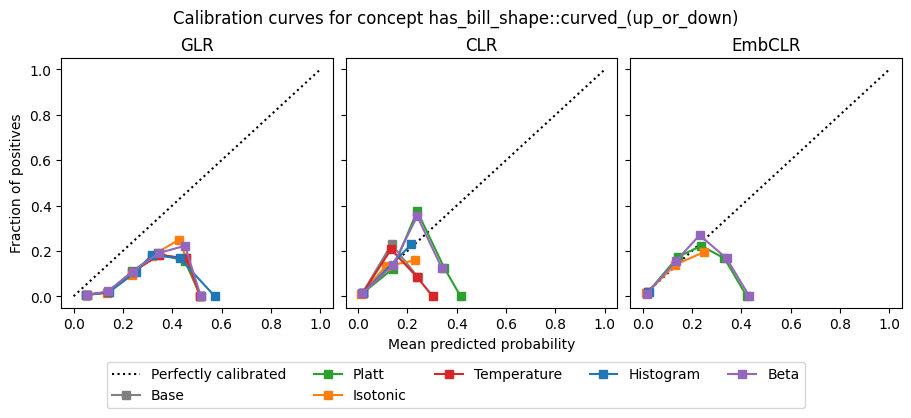 Calibration curves for concept has_bill_shape::curved_(up_or_down)
GLR
CLR
EmbCLR
1.0
0.8
0.6
0.4
0.2
0.0
Fraction of positives
0.0 0.2 0.4 0.6 0.8 1.0
0.0 0.2 0.4 0.6 0.8 1.0
0.0 0.2 0.4 0.6 0.8 1.0
Mean predicted probability
Perfectly calibrated
Base
Platt
Isotonic
Temperature
Histogram
Beta